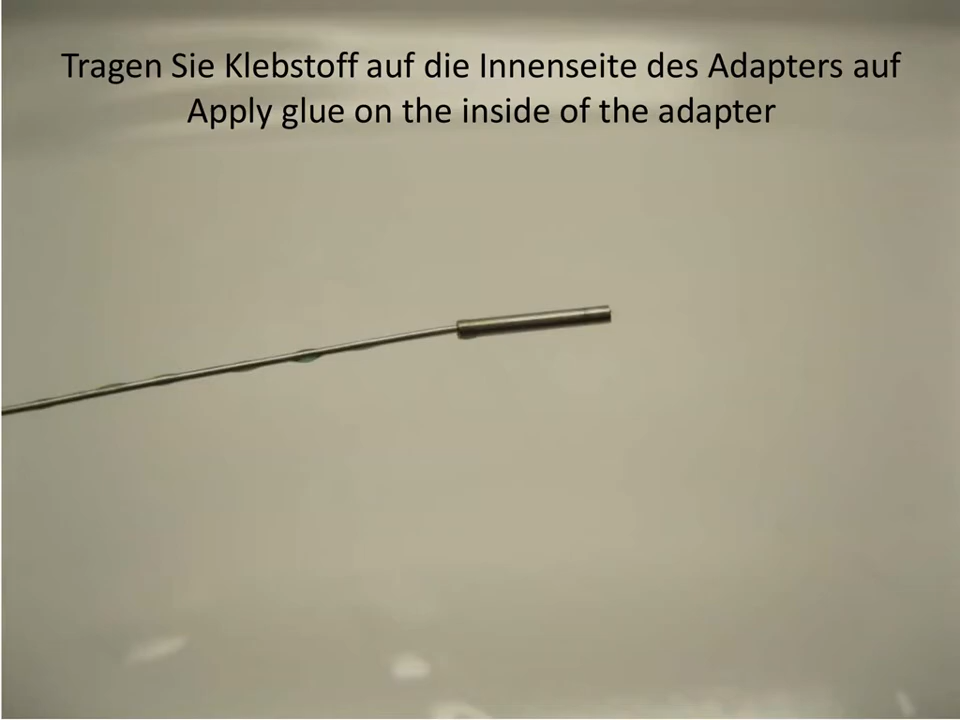 Tragen Sie Klebstoff auf die Innenseite des Adapters auf
Apply glue on the inside of the adapter